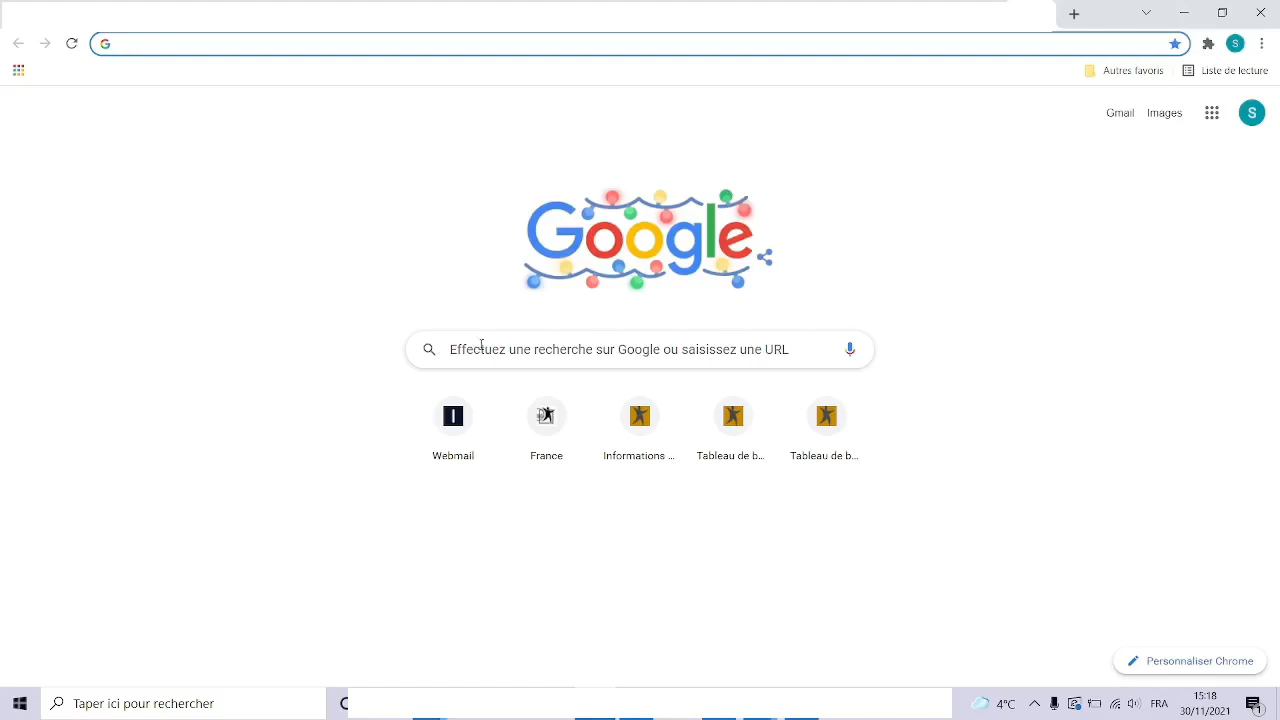 Autres favoris
Liste de lecture
Gmail
Images
S
Google
Effectuez une recherche sur Google ou saisissez une URL
Webmail
France
Informations ...
Tableau de b...
Tableau de b...
Personnaliser Chrome
Taper ici pour rechercher
4°C
FRA
15:18
30/11/2021